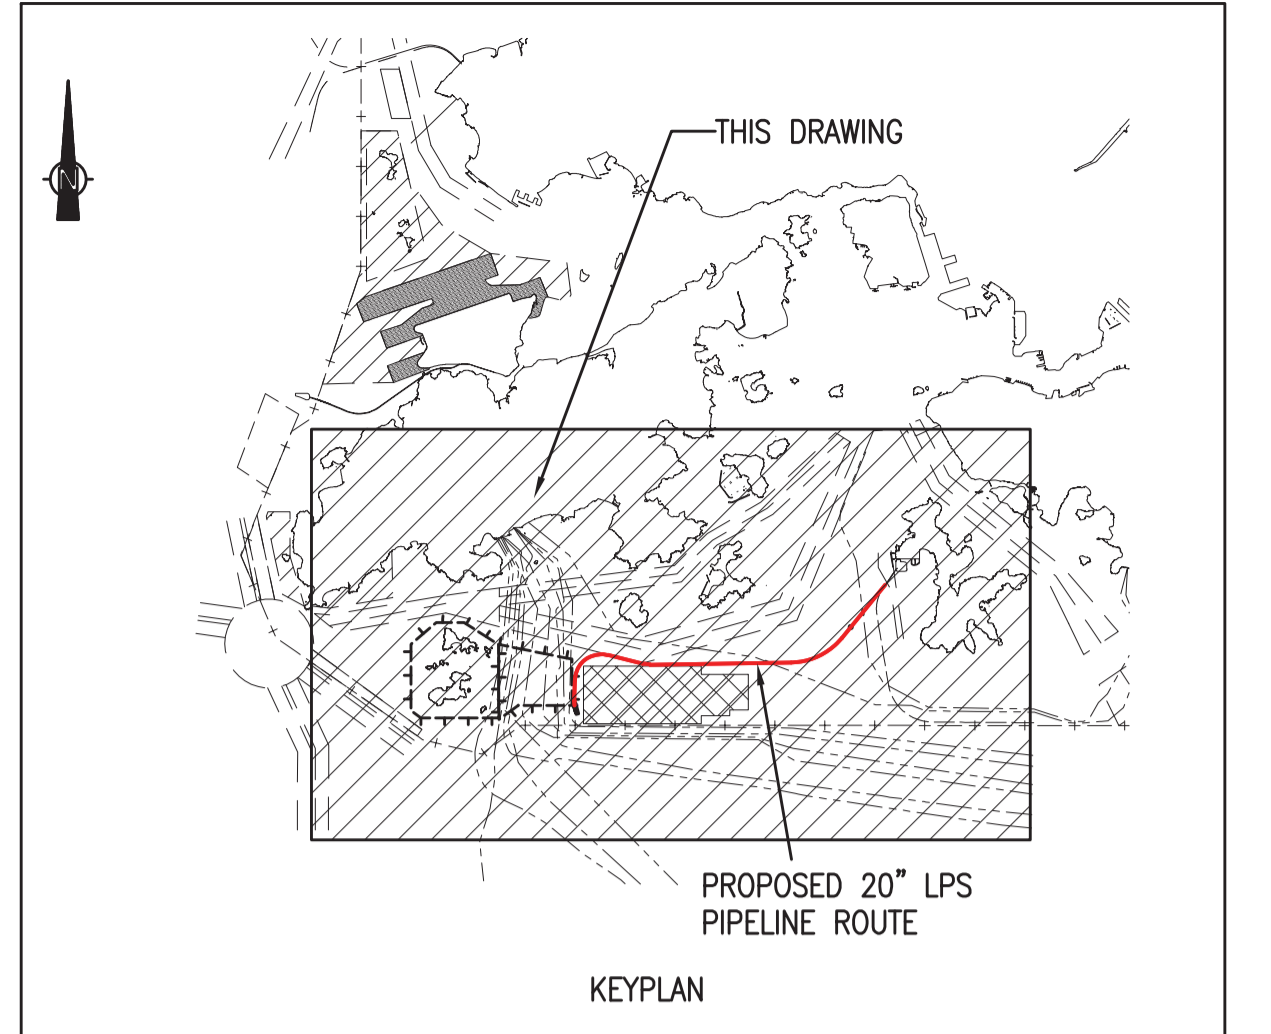 N
THIS DRAWING
PROPOSED 20” LPS
PIPELINE ROUTE
KEYPLAN